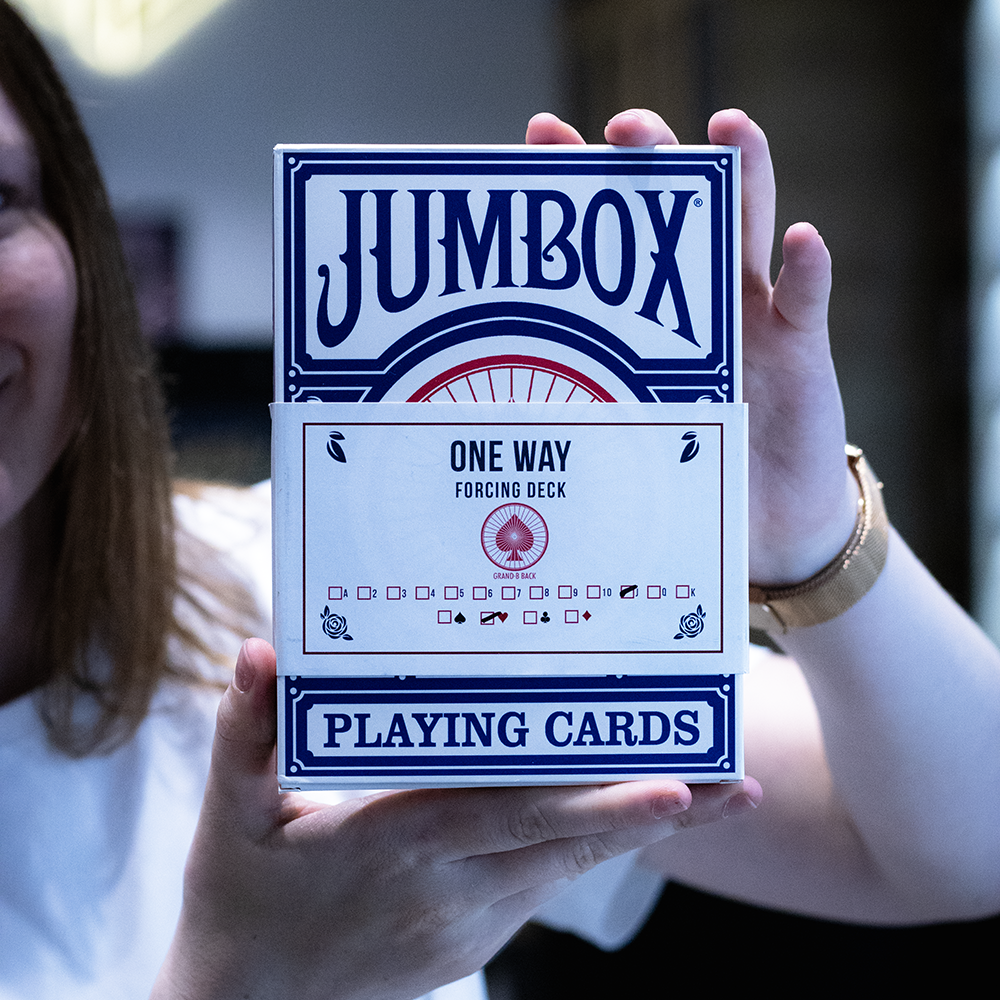 JUMBOX®
ONE WAY
FORCING DECK
GRAND-B BACK
A 2 3 4 5 6 7 8 9 10 J Q K
♠ ♥ ♣ ♦
PLAYING CARDS